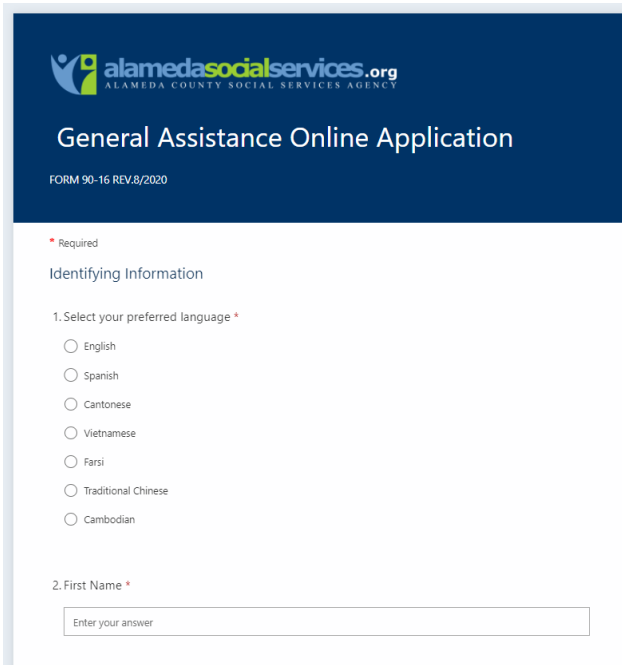 alamedasocialservices.org
ALAMEDA COUNTY SOCIAL SERVICES AGENCY
General Assistance Online Application
FORM 90-16 REV.8/2020
* Required
Identifying Information
1. Select your preferred language *
English
Spanish
Cantonese
Vietnamese
Farsi
Traditional Chinese
Cambodian
2. First Name *
Enter your answer